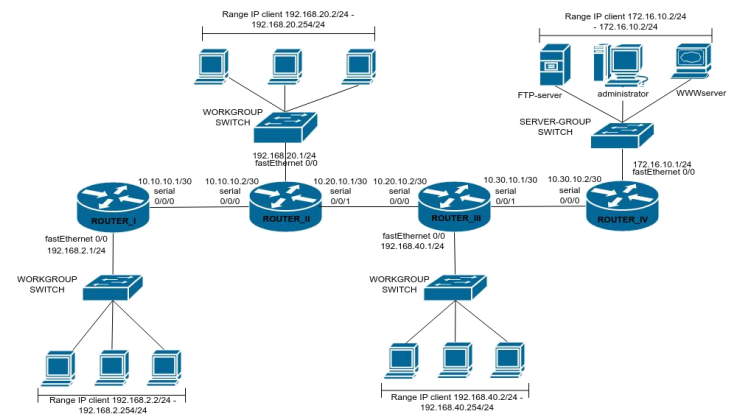 Range IP client 192.168.20.2/24 -
192.168.20.254/24
Range IP client 172.16.10.2/24
- 172.16.10.2/24
FTP-server
administrator
WWWserver
WORKGROUP
SWITCH
SERVER-GROUP
SWITCH
192.168.20.1/24
fastEthernet 0/0
172.16.10.1/24
fastEthernet 0/0
10.10.10.1/30
serial
0/0/0
10.10.10.2/30
serial
0/0/0
10.20.10.1/30
serial
0/0/1
10.20.10.2/30
serial
0/0/0
10.30.10.1/30
serial
0/0/1
10.30.10.2/30
serial
0/0/0
ROUTER_I
ROUTER_II
ROUTER_III
ROUTER_IV
fastEthernet 0/0
192.168.2.1/24
fastEthernet 0/0
192.168.40.1/24
WORKGROUP
SWITCH
WORKGROUP
SWITCH
Range IP client 192.168.2.2/24 -
192.168.2.254/24
Range IP client 192.168.40.2/24 -
192.168.40.254/24